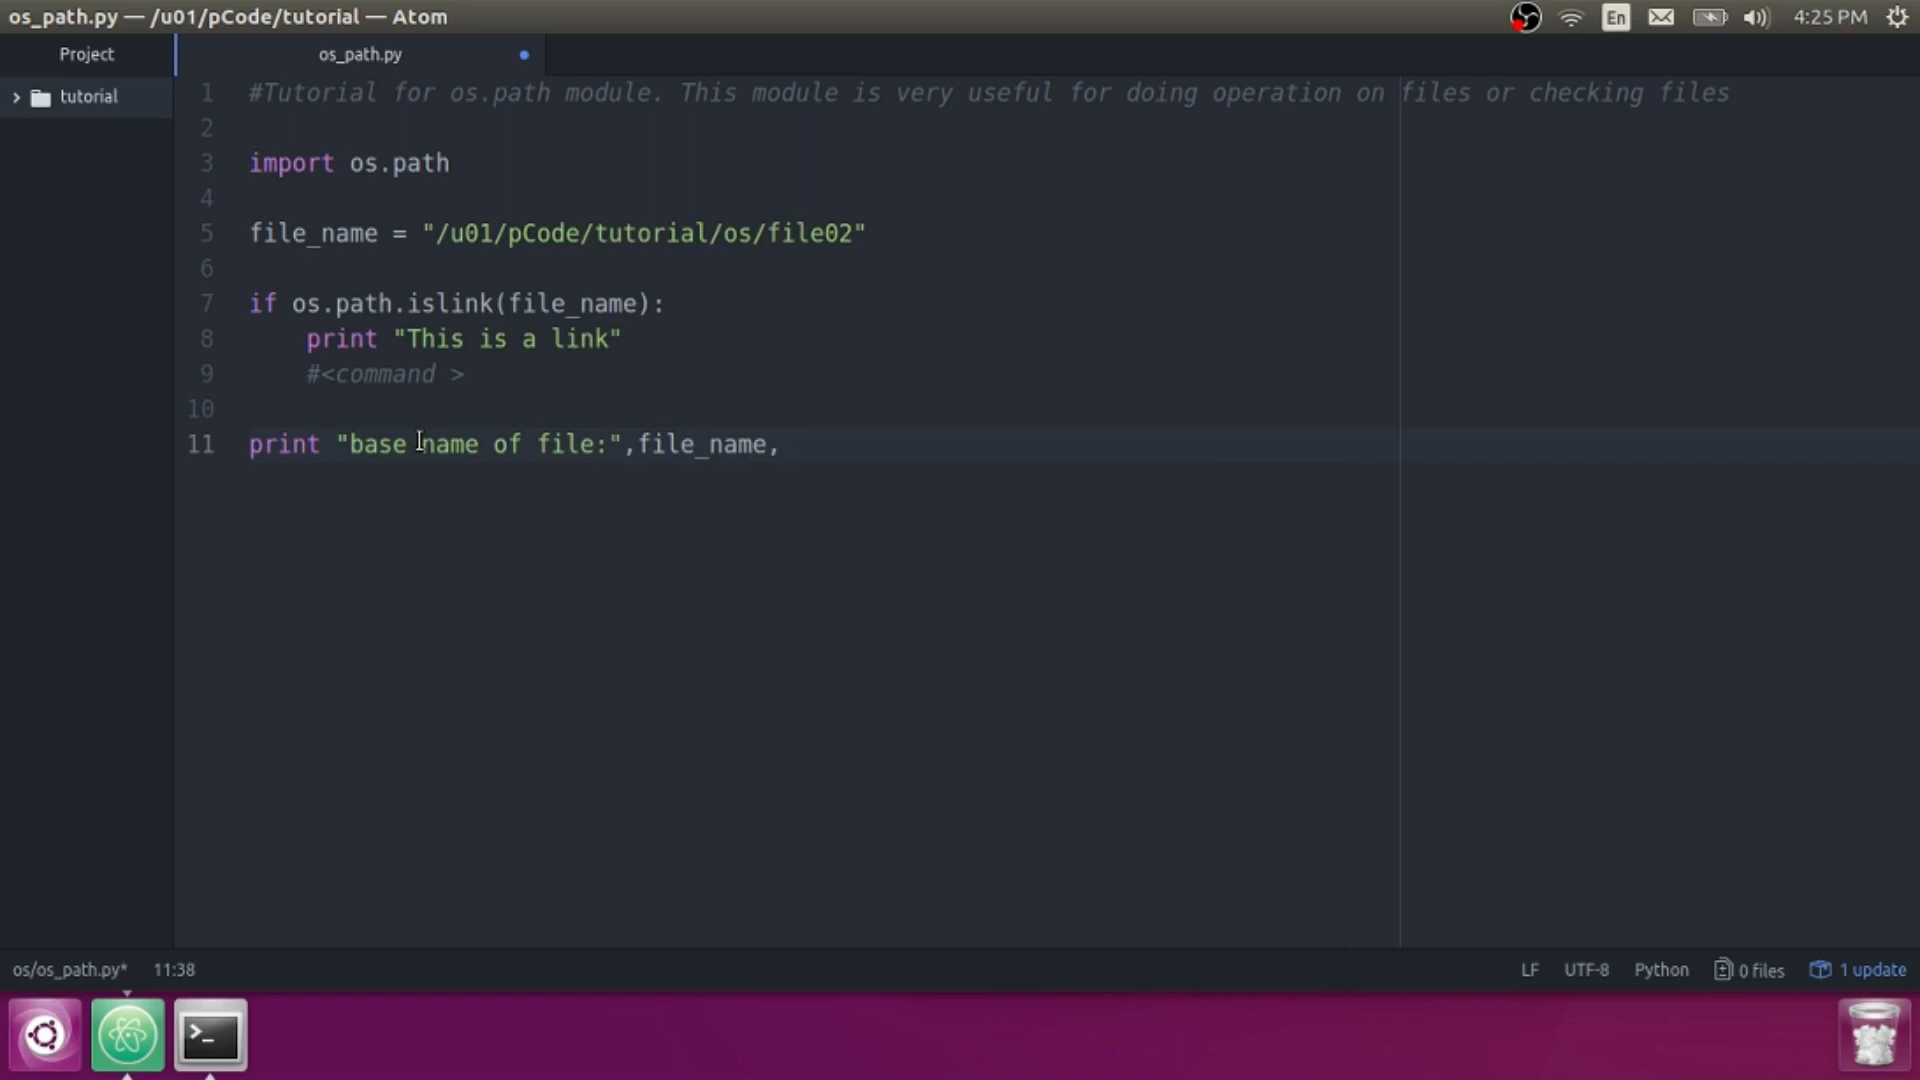 os_path.py — /u01/pCode/tutorial — Atom
En
4:25 PM
Project
os_path.py
tutorial
1 #Tutorial for os.path module. This module is very useful for doing operation on files or checking files
2
3 import os.path
4
5 file_name = "/u01/pCode/tutorial/os/file02"
6
7 if os.path.islink(file_name):
8 print "This is a link"
9 #<command >
10
11 print "base name of file:",file_name,
os/os_path.py* 11:38
LF UTF-8 Python 0 files 1 update
>_